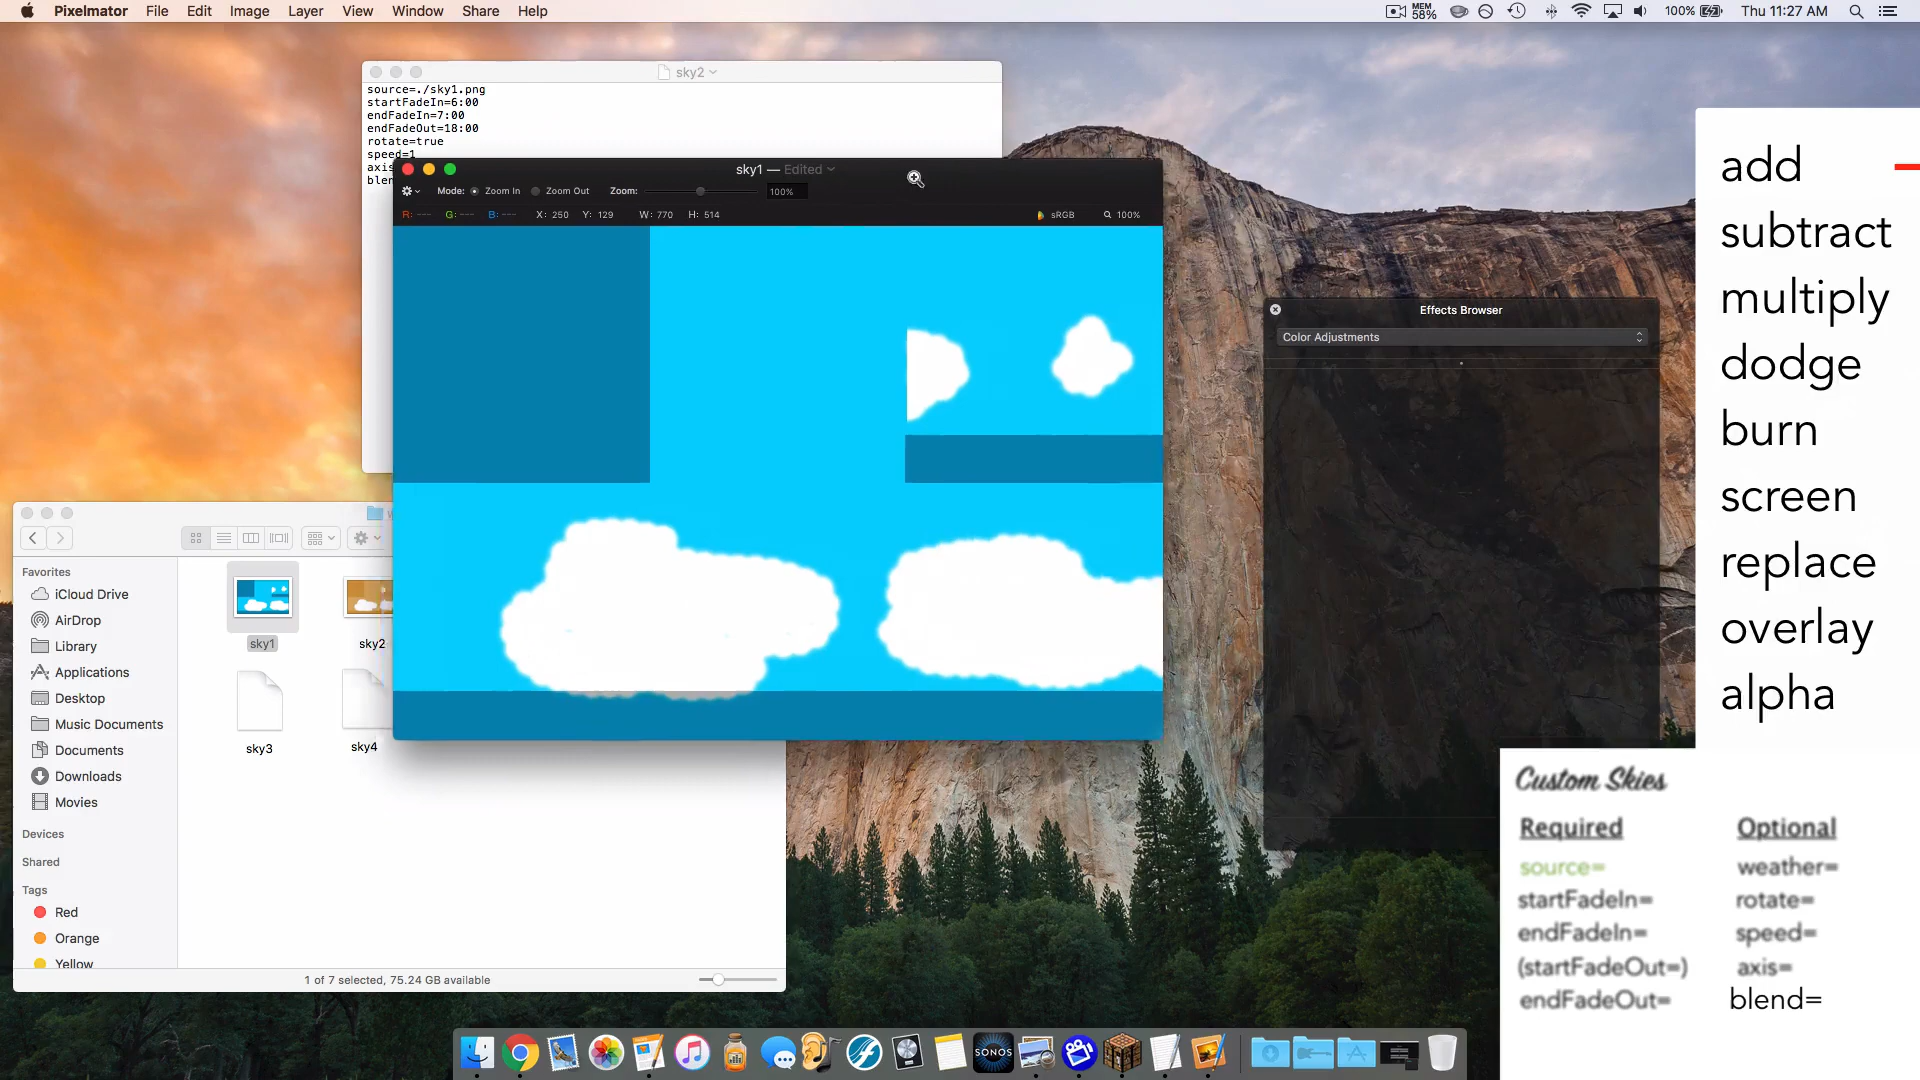 Pixelmator File Edit Image Layer View Window Share Help
MEM 58% 100% Thu 11:27 AM
sky2
source=./sky1.png
startFadeIn=6:00
endFadeIn=7:00
endFadeOut=18:00
rotate=true
speed=1
axis
blen
sky1 — Edited
Mode: Zoom In Zoom Out Zoom: 100%
R: --- G: --- B: --- X: 250 Y: 129 W: 770 H: 514 sRGB 100%
Effects Browser
Color Adjustments
add
subtract
multiply
dodge
burn
screen
replace
overlay
alpha
Favorites
iCloud Drive
AirDrop
Library
Applications
Desktop
Music Documents
Documents
Downloads
Movies
Devices
Shared
Tags
Red
Orange
Yellow
sky1
sky2
sky3
sky4
1 of 7 selected, 75.24 GB available
Custom Skies
Required Optional
source= weather=
startFadeIn= rotate=
endFadeIn= speed=
(startFadeOut=) axis=
endFadeOut= blend=
SONOS